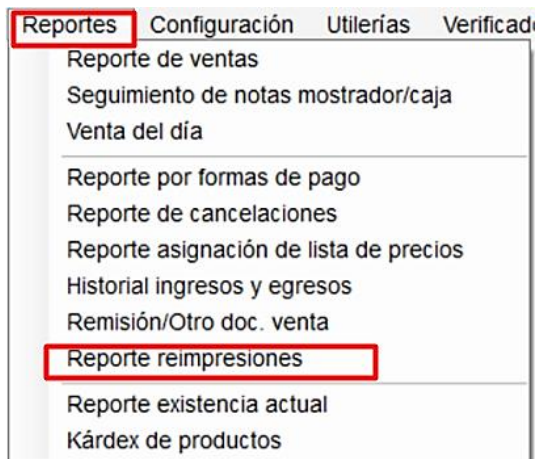 Reportes Configuración Utilerías
Reporte de ventas
Seguimiento de notas mostrador/caja
Venta del día
Reporte por formas de pago
Reporte de cancelaciones
Reporte asignación de lista de precios
Historial ingresos y egresos
Remisión/Otro doc. venta
Reporte reimpresiones
Reporte existencia actual
Kárdex de productos